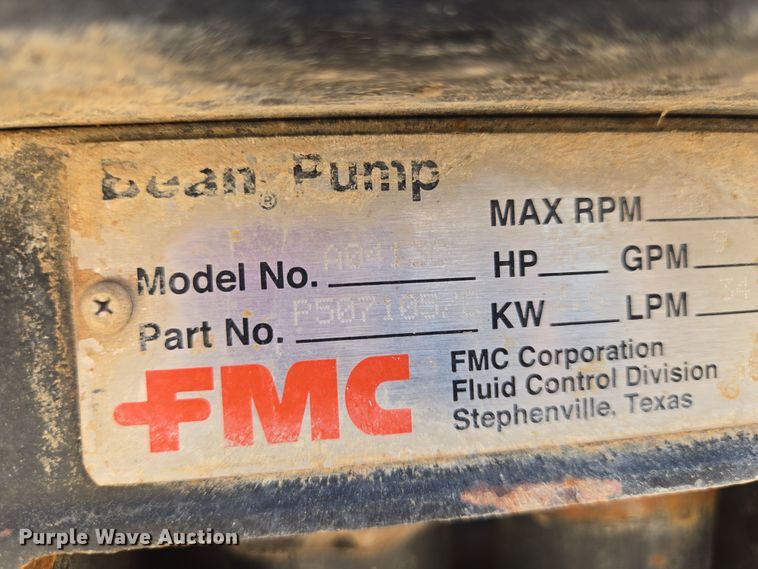 Bean® Pump
MAX RPM
Model No. HP GPM
Part No. KW LPM 34
FMC
FMC Corporation
Fluid Control Division
Stephenville, Texas
Purple Wave Auction